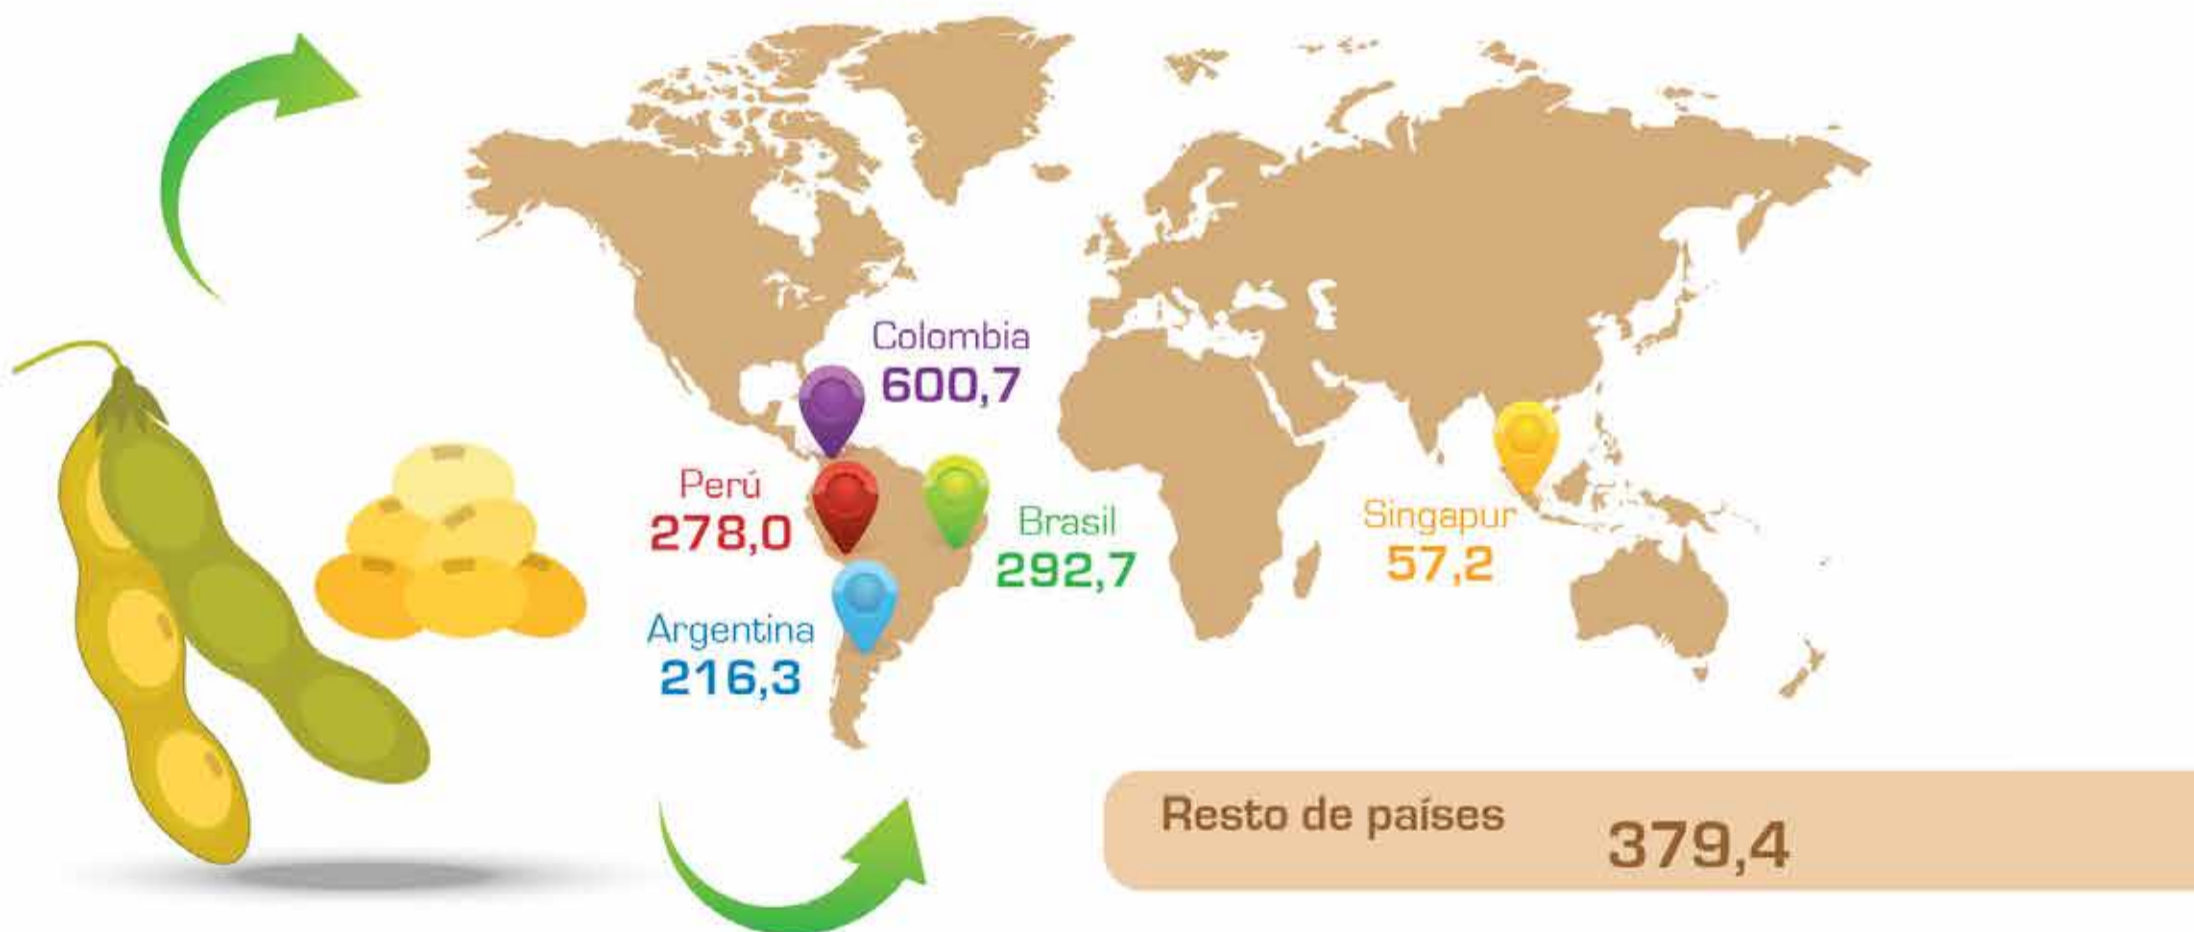 Colombia
600,7
Perú
278,0
Brasil
292,7
Singapur
57,2
Argentina
216,3
Resto de países
379,4